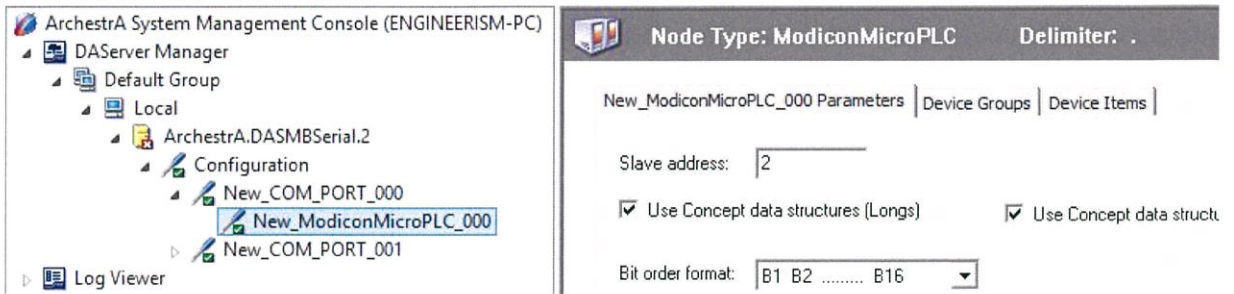 ArchestrA System Management Console (ENGINEERISM-PC)
DAServer Manager
Default Group
Local
ArchestrA.DASMBSerial.2
Configuration
New_COM_PORT_000
New_ModiconMicroPLC_000
New_COM_PORT_001
Log Viewer
Node Type: ModiconMicroPLC Delimiter: .
New_ModiconMicroPLC_000 Parameters Device Groups Device Items
Slave address: 2
Use Concept data structures (Longs) Use Concept data structu
Bit order format: B1 B2 ......... B16